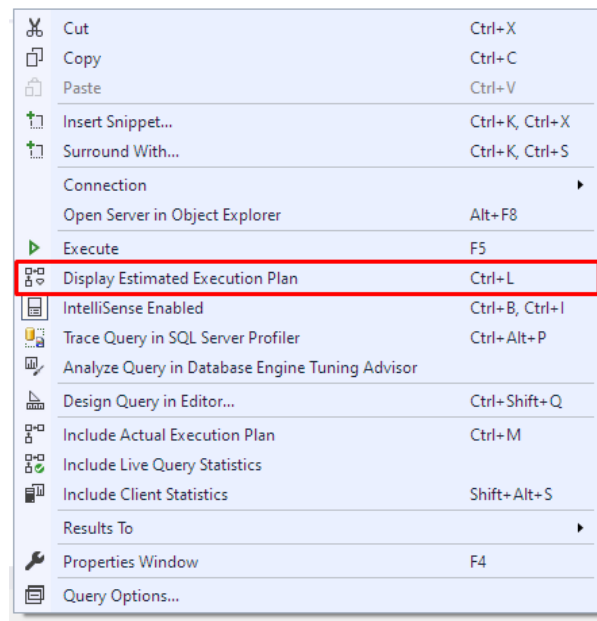 Cut Ctrl+X
Copy Ctrl+C
Paste Ctrl+V
Insert Snippet... Ctrl+K, Ctrl+X
Surround With... Ctrl+K, Ctrl+S
Connection
Open Server in Object Explorer Alt+F8
Execute F5
Display Estimated Execution Plan Ctrl+L
IntelliSense Enabled Ctrl+B, Ctrl+I
Trace Query in SQL Server Profiler Ctrl+Alt+P
Analyze Query in Database Engine Tuning Advisor
Design Query in Editor... Ctrl+Shift+Q
Include Actual Execution Plan Ctrl+M
Include Live Query Statistics
Include Client Statistics Shift+Alt+S
Results To
Properties Window F4
Query Options...